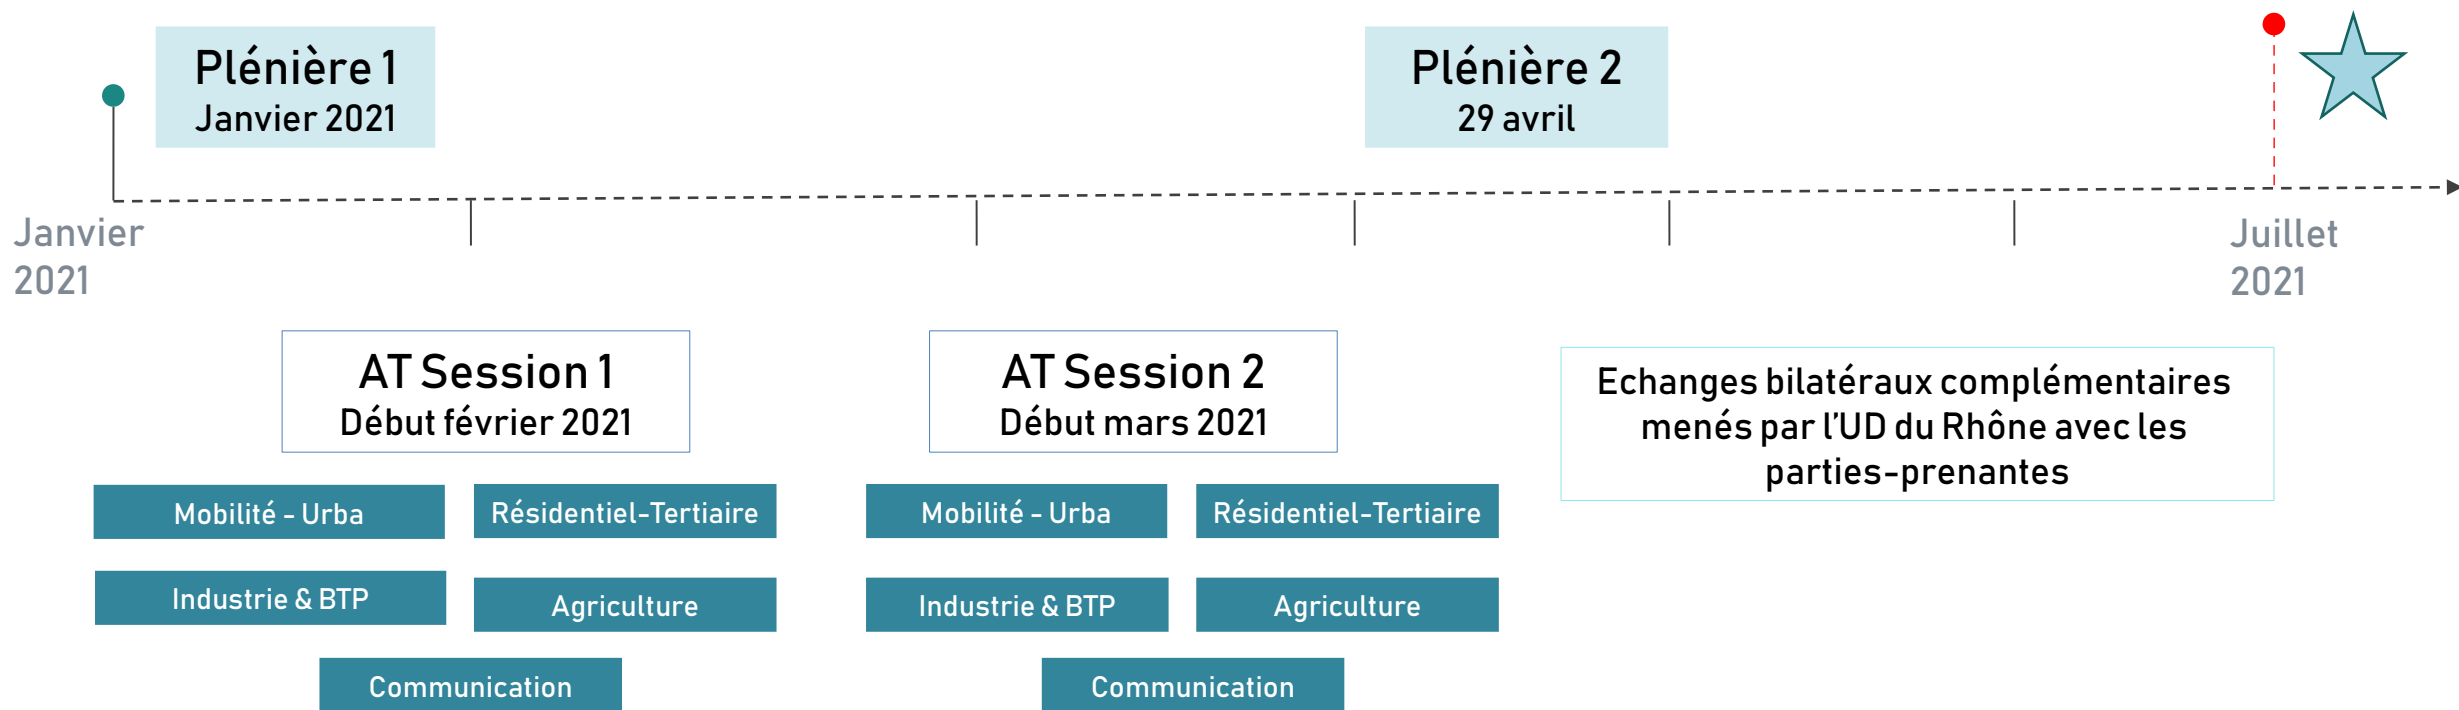 Plénière 1
Janvier 2021
Plénière 2
29 avril
Janvier
2021
Juillet
2021
AT Session 1
Début février 2021
AT Session 2
Début mars 2021
Echanges bilatéraux complémentaires
menés par l'UD du Rhône avec les
parties-prenantes
Mobilité - Urba
Résidentiel-Tertiaire
Mobilité - Urba
Résidentiel-Tertiaire
Industrie & BTP
Agriculture
Industrie & BTP
Agriculture
Communication
Communication